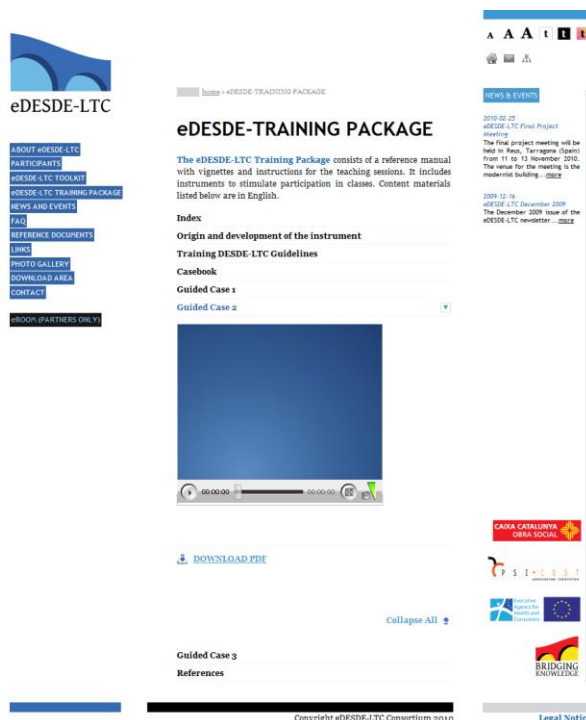 eDESDE-LTC
ABOUT eDESDE-LTC
PARTICIPANTS
eDESDE-LTC TOOLKIT
eDESDE-LTC TRAINING PACKAGE
NEWS AND EVENTS
FAQ
REFERENCE DOCUMENTS
LINKS
PHOTO GALLERY
DOWNLOAD AREA
CONTACT
eROOM (PARTNERS ONLY)
home > eDESDE-TRAINING PACKAGE
eDESDE-TRAINING PACKAGE
The eDESDE-LTC Training Package consists of a reference manual
with vignettes and instructions for the teaching sessions. It includes
instruments to stimulate participation in classes. Content materials
listed below are in English.
Index
Origin and development of the instrument
Training DESDE-LTC Guidelines
Casebook
Guided Case 1
Guided Case 2
00:00:00 00:00:00
DOWNLOAD PDF
Collapse All
Guided Case 3
References
Copyright eDESDE-LTC Consortium 2010
A A A t t t
NEWS & EVENTS
2010-02-25
eDESDE-LTC Final Project
Meeting
The final project meeting will be
held in Reus, Tarragona (Spain)
from 11 to 13 November 2010.
The venue for the meeting is the
modernist building...more
2009-12-16
eDESDE-LTC December 2009
The December 2009 issue of the
eDESDE-LTC newsletter ...more
CAIXA CATALUNYA
OBRA SOCIAL
PSICOST
Executive
Agency for
Health and
Consumers
BRIDGING
KNOWLEDGE
Legal Notic